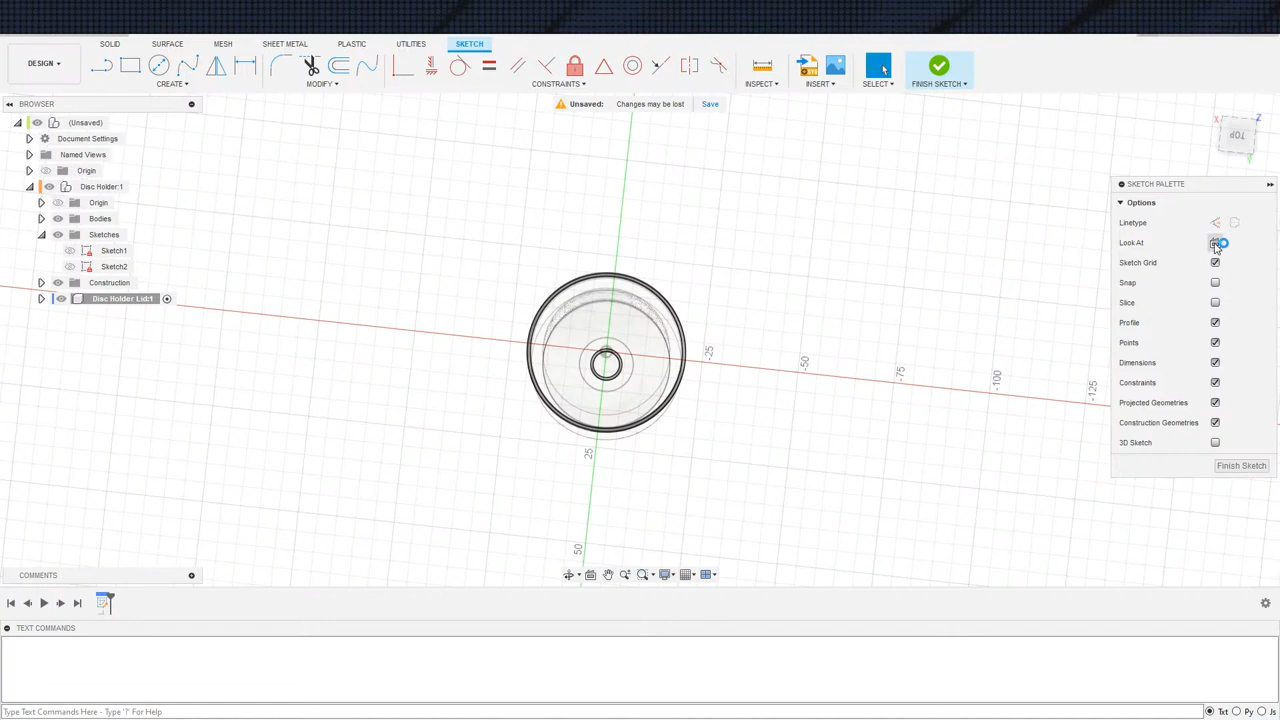 SOLID SURFACE MESH SHEET METAL PLASTIC UTILITIES SKETCH
DESIGN
CREATE MODIFY CONSTRAINTS INSPECT INSERT SELECT FINISH SKETCH
BROWSER
Unsaved: Changes may be lost Save
(Unsaved)
Document Settings
Named Views
Origin
Disc Holder:1
Origin
Bodies
Sketches
Sketch1
Sketch2
Construction
Disc Holder Lid:1
X
Z
TOP
Y
-25
-50
-75
-100
-125
25
50
SKETCH PALETTE
Options
Linetype
Look At
Sketch Grid
Snap
Slice
Profile
Points
Dimensions
Constraints
Projected Geometries
Construction Geometries
3D Sketch
Finish Sketch
COMMENTS
TEXT COMMANDS
Type Text Commands Here - Type '?' For Help
Txt Py Js